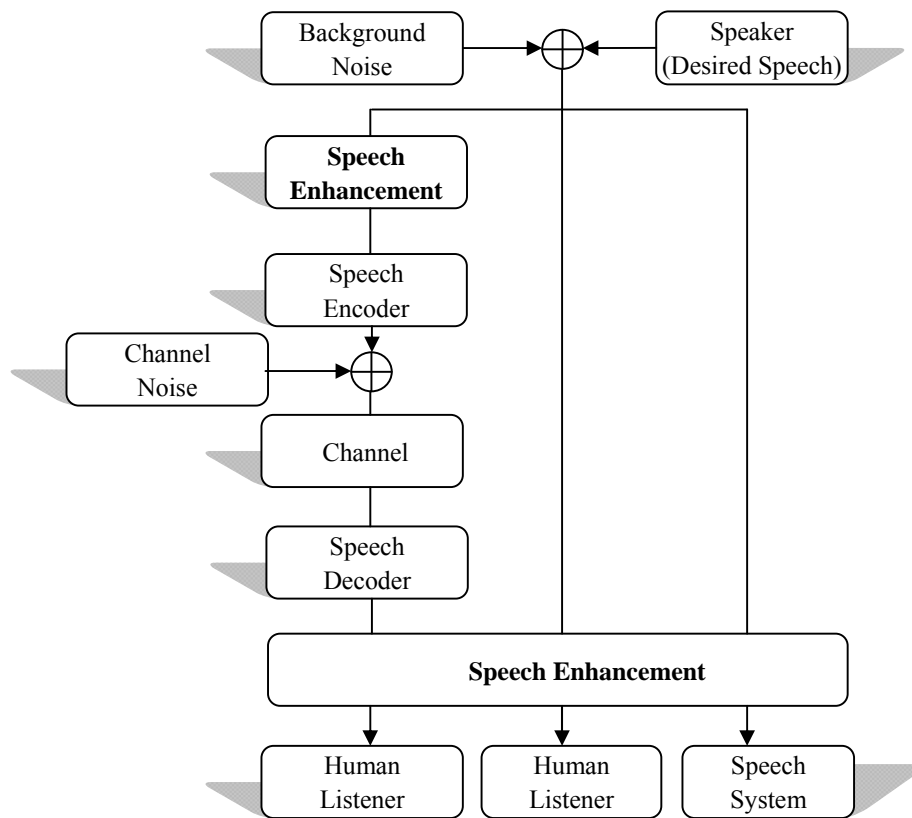 Background
Noise
Speaker
(Desired Speech)
Speech
Enhancement
Speech
Encoder
Channel
Noise
Channel
Speech
Decoder
Speech Enhancement
Human
Listener
Human
Listener
Speech
System